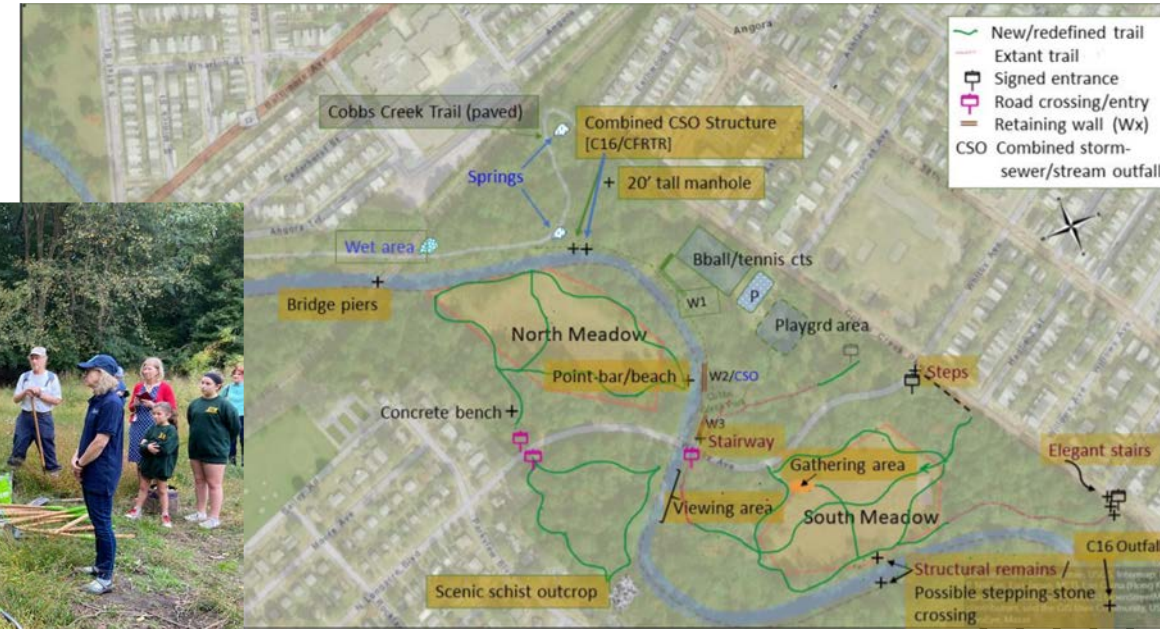 New/redefined trail
Extant trail
Signed entrance
Road crossing/entry
Retaining wall (Wx)
CSO Combined storm-
sewer/stream outfall
Angora
Cobbs Creek Trail (paved)
Combined CSO Structure
[C16/CFRTR]
Springs
20' tall manhole
Wet area
Bball/tennis cts
Bridge piers
W1
P
North Meadow
Playgrd area
Point-bar/beach
W2/CSO
Steps
Concrete bench
W3
Stairway
Elegant stairs
Gathering area
Viewing area
South Meadow
C16 Outfall
Structural remains /
Possible stepping-stone
crossing
Scenic schist outcrop